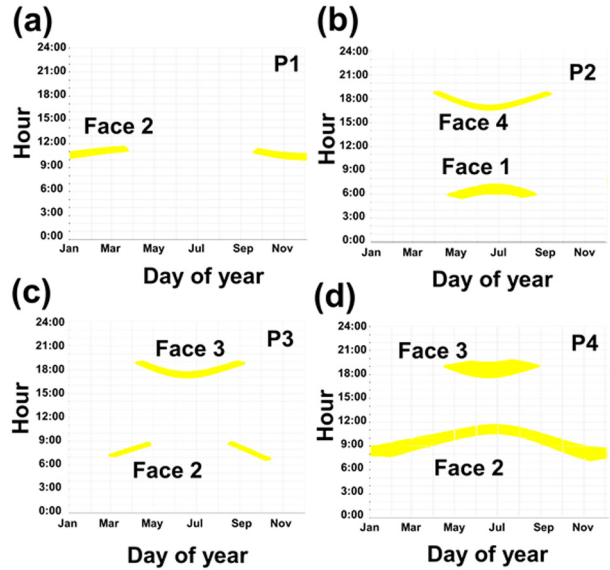 (a)
24:00
21:00
18:00
15:00
12:00
9:00
6:00
3:00
0:00
Hour
P1
Face 2
Jan Mar May Jul Sep Nov
Day of year
(b)
24:00
21:00
18:00
15:00
12:00
9:00
6:00
3:00
0:00
Hour
P2
Face 4
Face 1
Jan Mar May Jul Sep Nov
Day of year
(c)
24:00
21:00
18:00
15:00
12:00
9:00
6:00
3:00
0:00
Hour
P3
Face 3
Face 2
Jan Mar May Jul Sep Nov
Day of year
(d)
24:00
21:00
18:00
15:00
12:00
9:00
6:00
3:00
0:00
Hour
P4
Face 3
Face 2
Jan Mar May Jul Sep Nov
Day of year